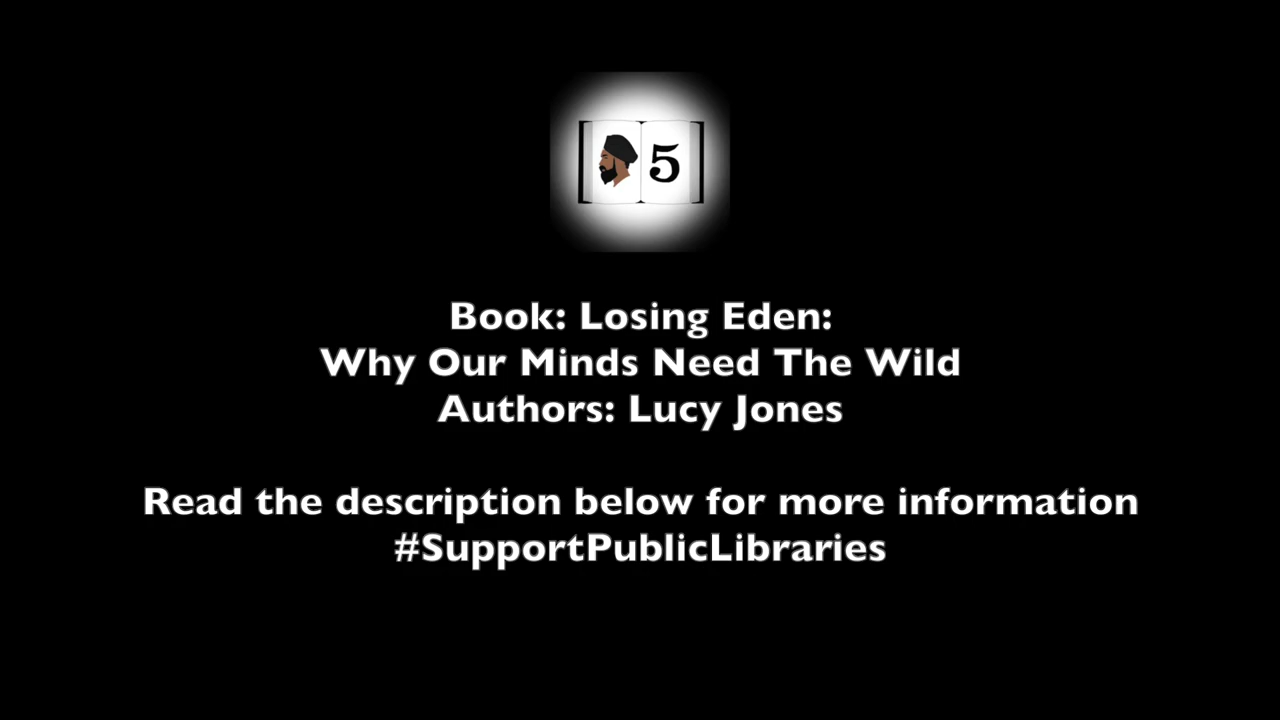 5
Book: Losing Eden:
Why Our Minds Need The Wild
Authors: Lucy Jones
Read the description below for more information
#SupportPublicLibraries